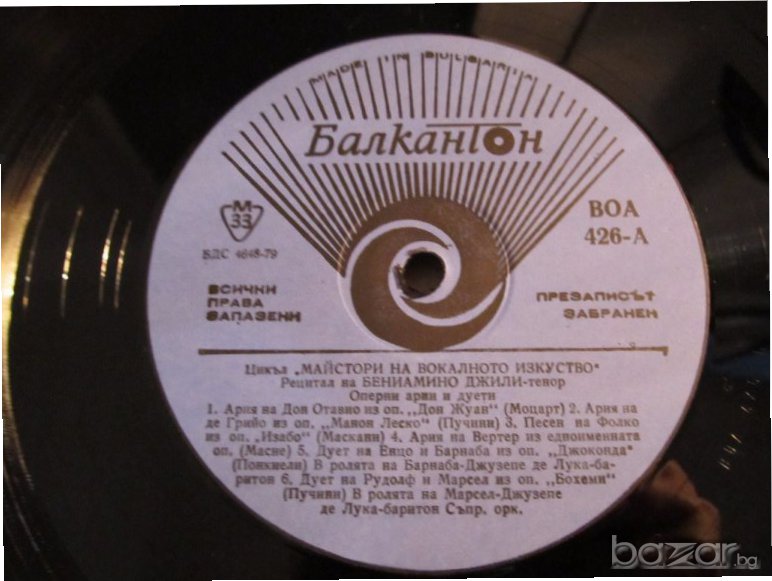 MADE IN BULGARIA
БалканТОн
М
33
БДС 4648-79
ВОА
426-А
ВСИЧКИ
ПРАВА
ЗАПАЗЕНИ
ПРЕЗАПИСЪТ
ЗАБРАНЕН
Цикъл „МАЙСТОРИ НА ВОКАЛНОТО ИЗКУСТВО"
Рецитал на БЕНИАМИНО ДЖИЛИ-тенор
Оперни арии и дуети
1. Ария на Дон Отавио из оп. „Дон Жуан" (Моцарт) 2. Ария на
де Грийо из оп. „Манон Леско" (Пучини) 3. Песен на Фолко
из оп. „Изабо" (Маскани) 4. Ария на Вертер из едноименната
оп. (Масне) 5. Дует на Енцо и Барнаба из оп. „Джоконда"
(Понкиели) В ролята на Барнаба-Джузепе де Лука-ба-
ритон 6. Дует на Рудолф и Марсел из оп. „Бохеми"
(Пучини) В ролята на Марсел-Джузепе
де Лука-баритон Съпр. орк.
bazar.bg